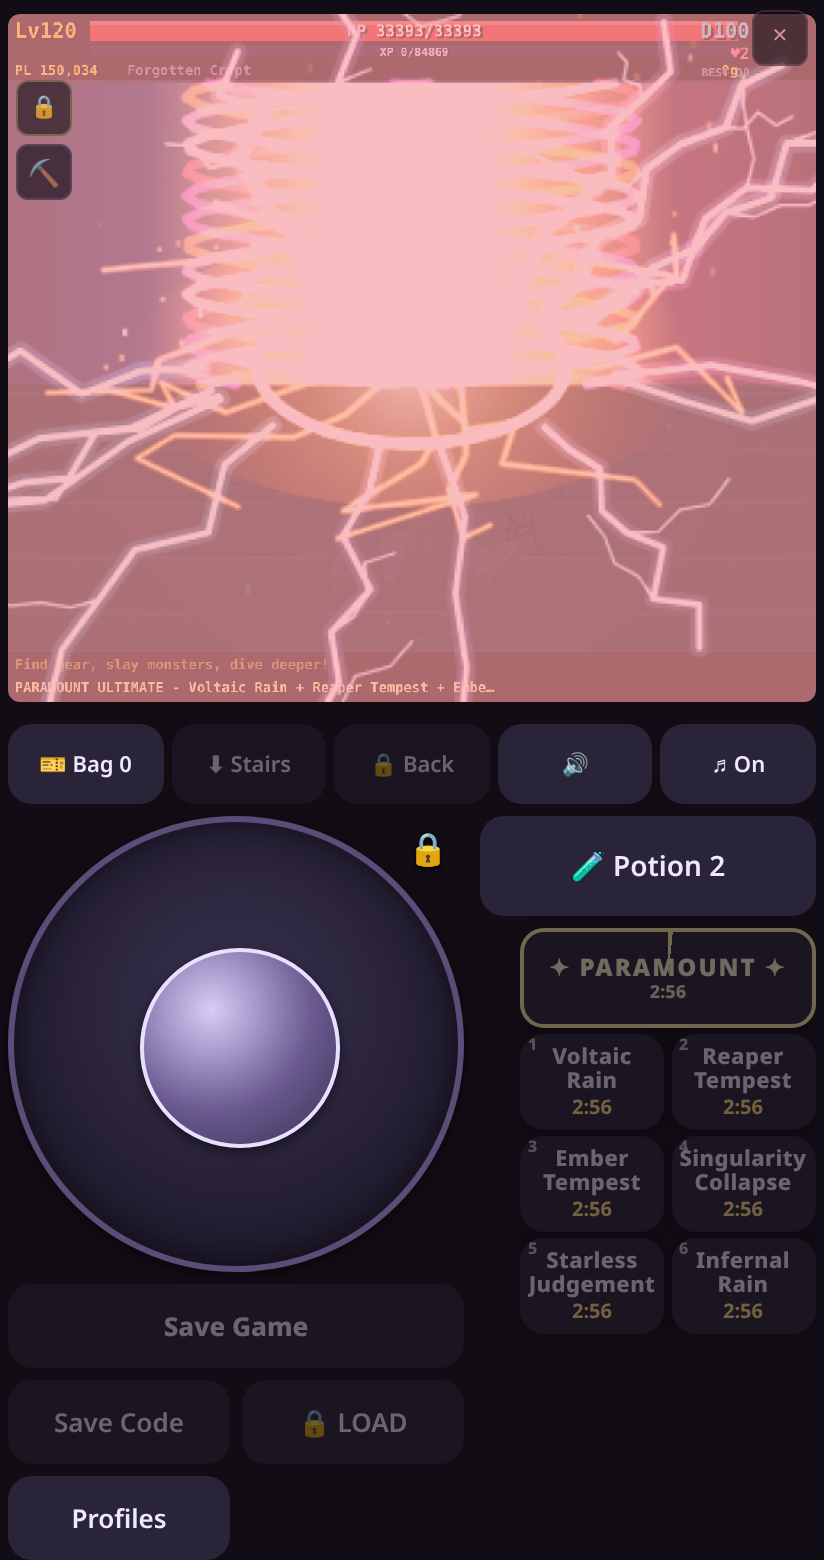 Lv120
HP 33393/33393
D100
×
XP 0/84869
♥2
PL 150,034
Forgotten Crypt
Find gear, slay monsters, dive deeper!
PARAMOUNT ULTIMATE - Voltaic Rain + Reaper Tempest + Embe…
Bag 0
⬇ Stairs
Back
♬ On
Potion 2
✦ PARAMOUNT ✦
2:56
1 Voltaic
Rain
2:56
2 Reaper
Tempest
2:56
3 Ember
Tempest
2:56
4 Singularity
Collapse
2:56
5 Starless
Judgement
2:56
6 Infernal
Rain
2:56
Save Game
Save Code
LOAD
Profiles